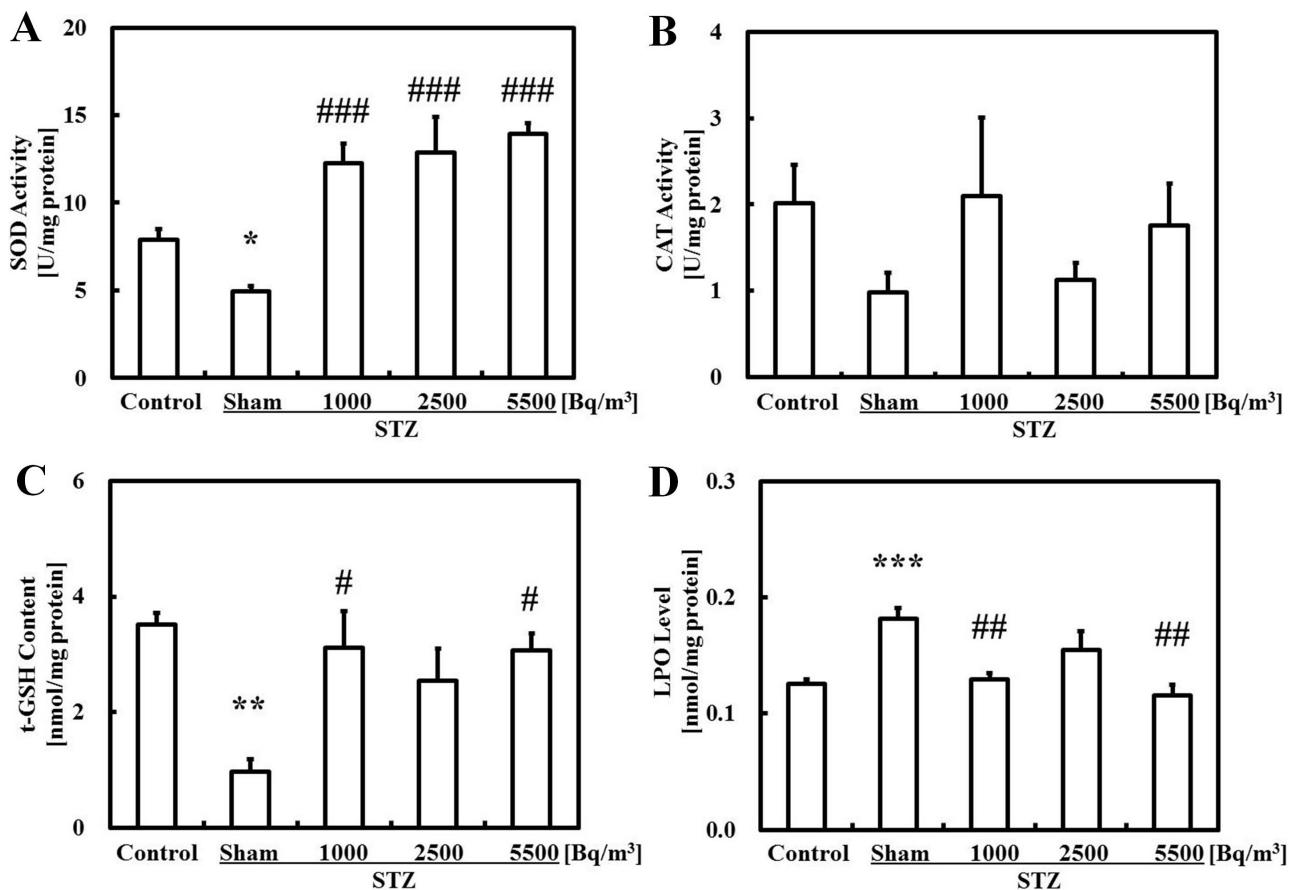 A
SOD Activity
[U/mg protein]
20
15
10
5
0
*
###
###
###
Control Sham 1000 2500 5500 [Bq/m³]
STZ
B
CAT Activity
[U/mg protein]
4
3
2
1
0
Control Sham 1000 2500 5500 [Bq/m³]
STZ
C
t-GSH Content
[nmol/mg protein]
6
4
2
0
**
#
#
Control Sham 1000 2500 5500 [Bq/m³]
STZ
D
LPO Level
[nmol/mg protein]
0.3
0.2
0.1
0.0
***
##
##
Control Sham 1000 2500 5500 [Bq/m³]
STZ